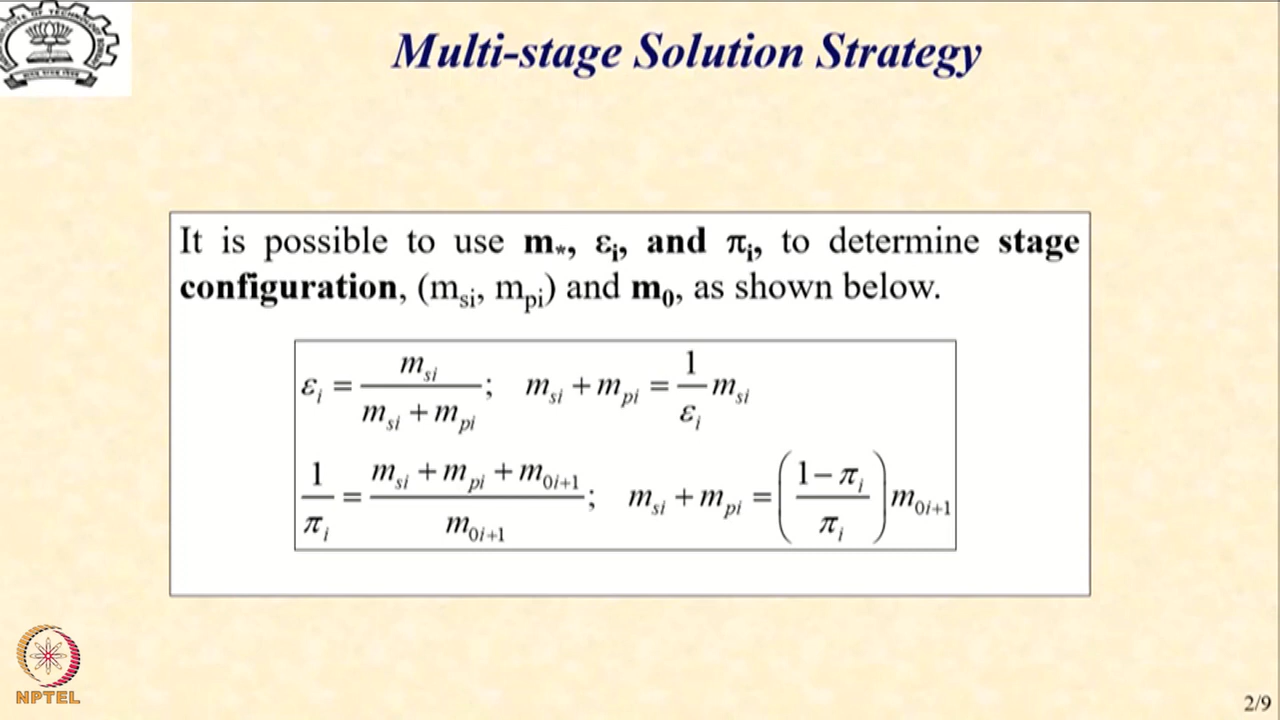 Multi-stage Solution Strategy
It is possible to use m*, εi, and πi, to determine stage
configuration, (msi, mpi) and m0, as shown below.
εi = msi / (msi + mpi); msi + mpi = (1/εi) msi
1/πi = (msi + mpi + m0i+1) / m0i+1; msi + mpi = ((1 − πi)/πi) m0i+1
NPTEL
2/9